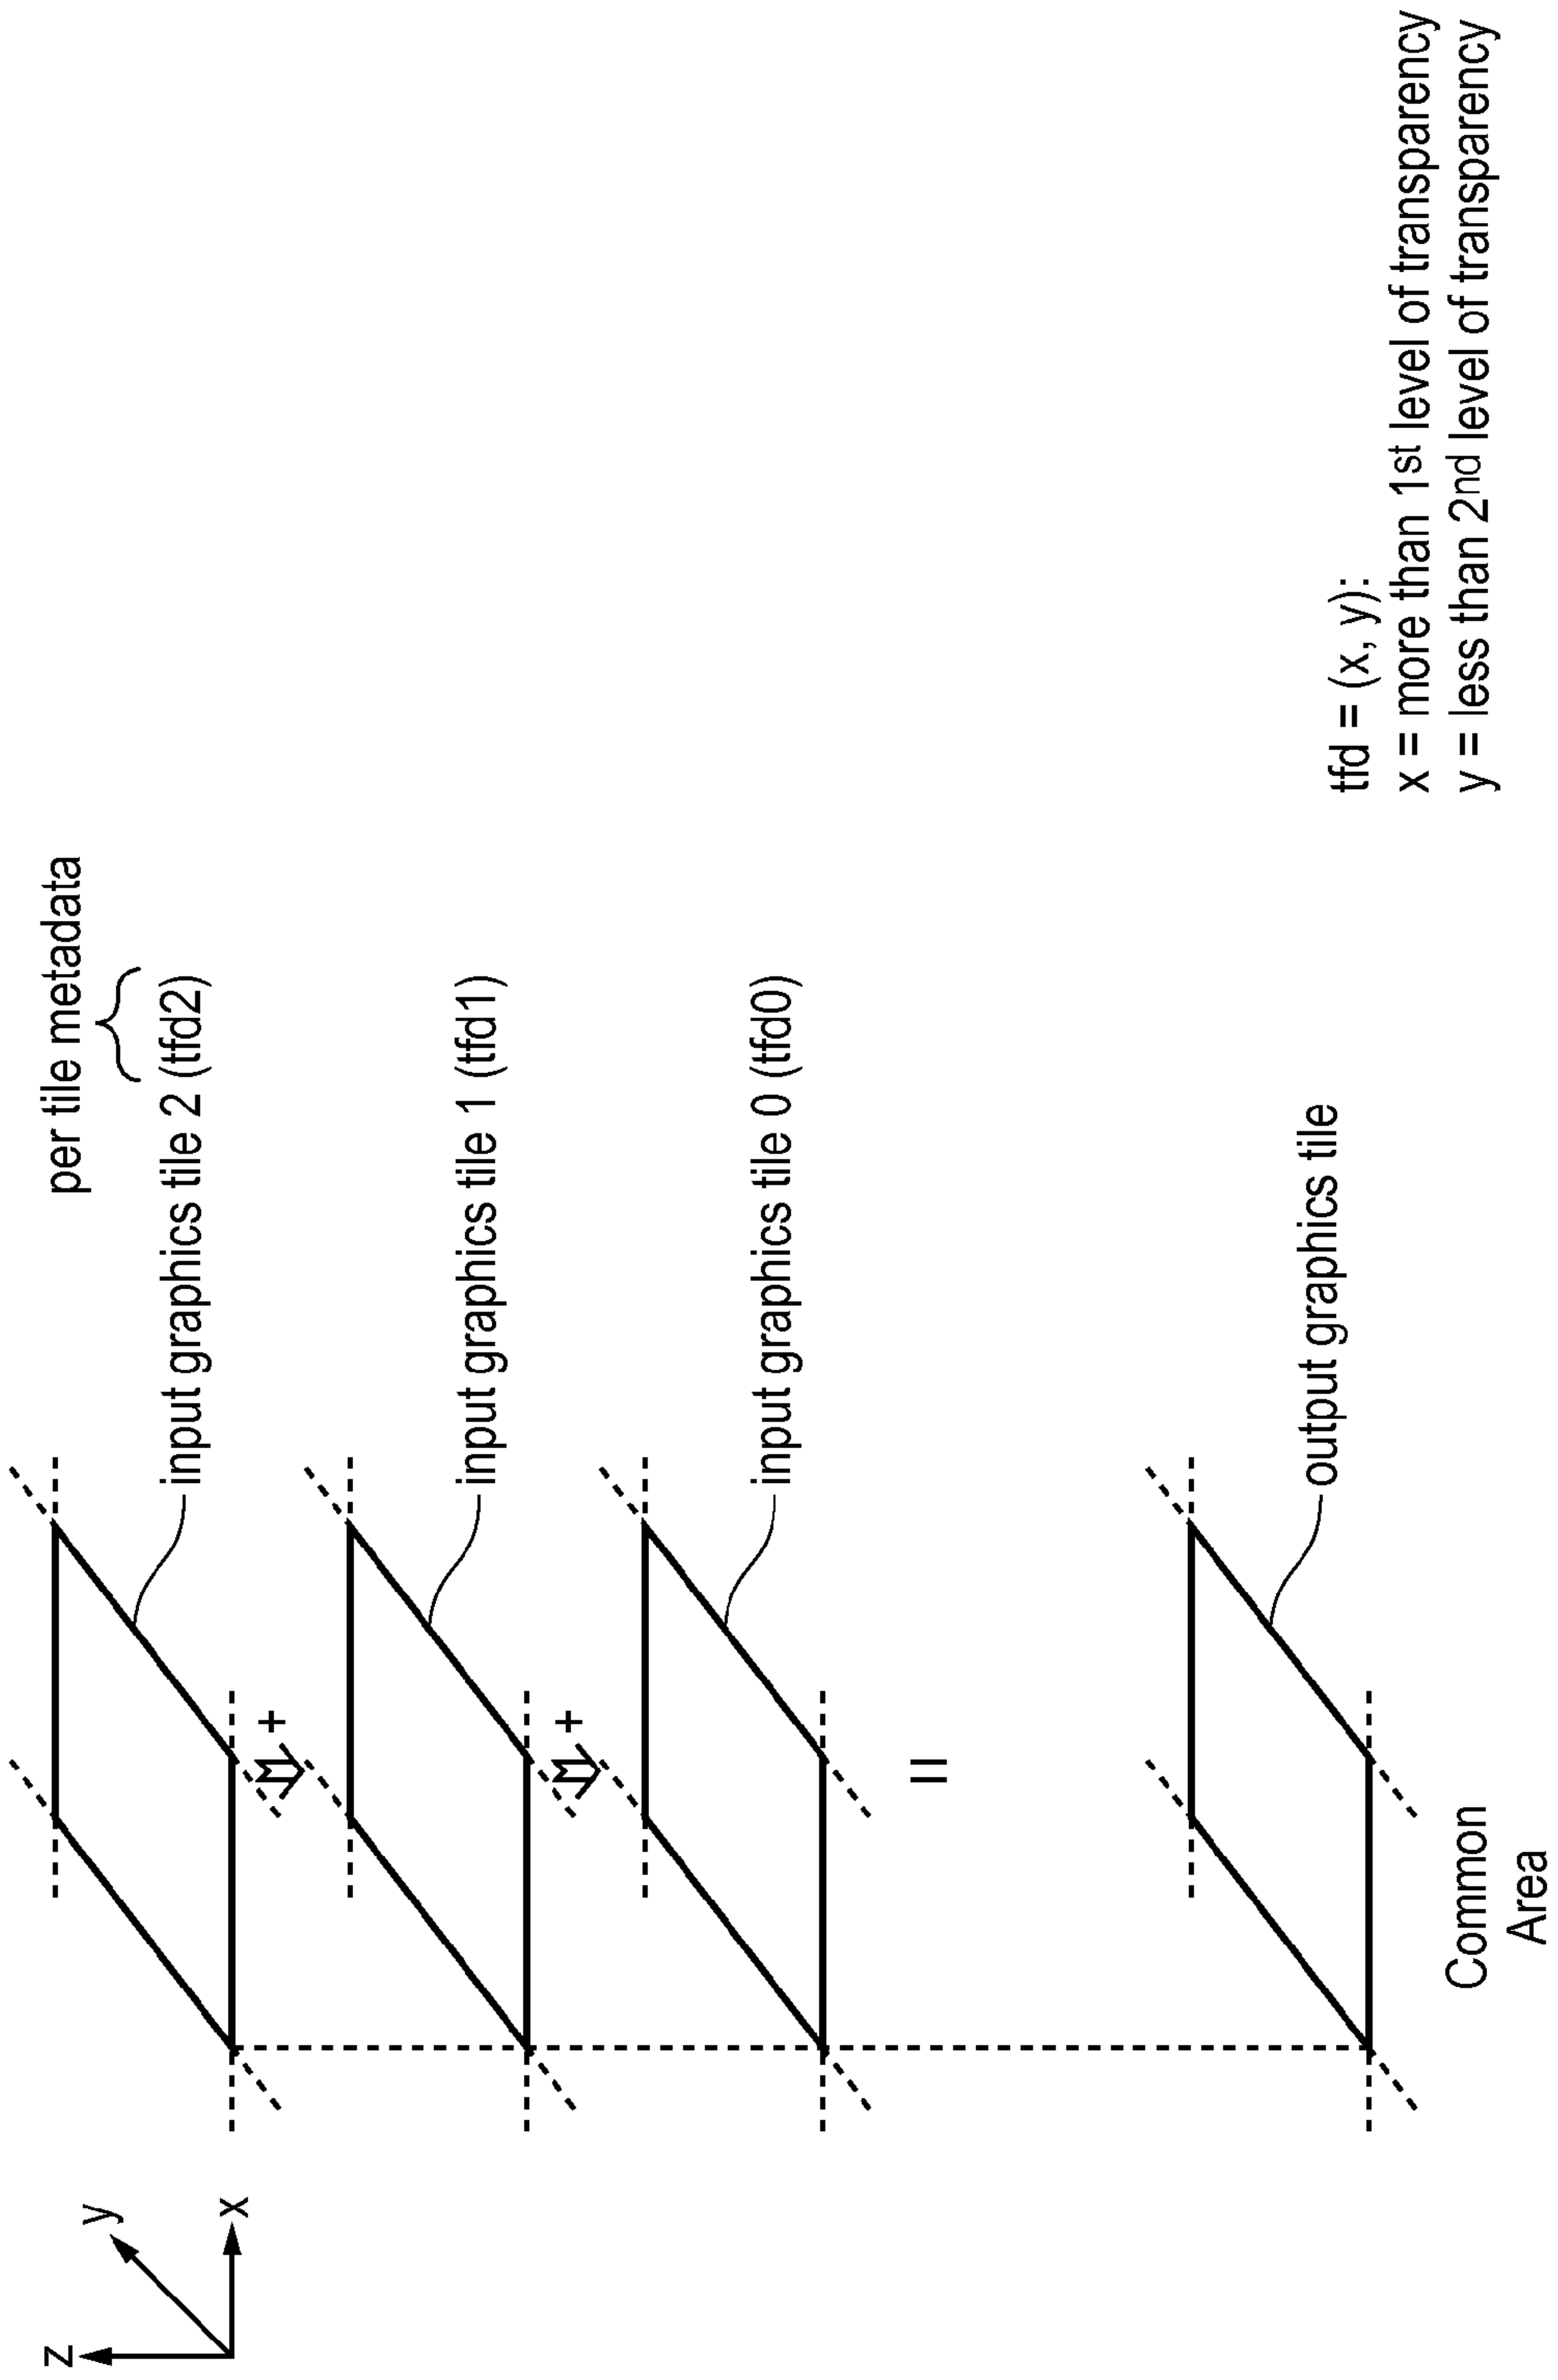 z
y
x
per tile metadata
input graphics tile 2 (tfd2)
+
input graphics tile 1 (tfd1)
+
input graphics tile 0 (tfd0)
=
output graphics tile
Common
Area
tfd = (x, y):
x = more than 1st level of transparency
y = less than 2nd level of transparency